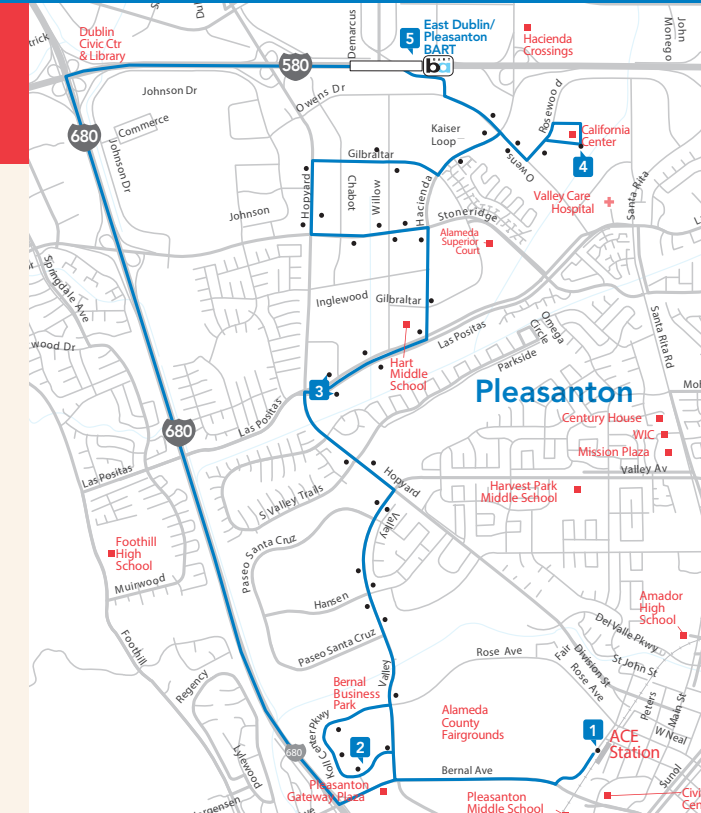 Dublin
Civic Ctr
& Library
trick
Demarcus
5
East Dublin/
Pleasanton
BART
Hacienda
Crossings
John
Monego
580
ba
Johnson Dr
Owens Dr
680
Commerce
Johnson Dr
Kaiser
Loop
Rosewood
California
Center
Gilbraltar
Owens
4
Hopyard
Chabot
Willow
Hacienda
Valley Care
Hospital
Santa Rita
Johnson
Stoneridge
Alameda
Superior
Court
Springdale Ave
Inglewood
Gilbraltar
Las Positas
Omega
Circle
Santa Rita Rd
wood Dr
Parkside
Hart
Middle
School
3
Pleasanton
Las Positas
680
Century House
WIC
Mission Plaza
Valley Av
Las Positas
Hopyard
Harvest Park
Middle School
S Valley Trails
Valley
Paseo Santa Cruz
Foothill
High
School
Muirwood
Hansen
Amador
High
School
Del Valle Pkwy
Foothill
Paseo Santa Cruz
Rose Ave
Fair
Division St
Rose Ave
St John St
Regency
Valley
Bernal
Business
Park
Peters
Main St
Alameda
County
Fairgrounds
Koll Center Pkwy
1
ACE
Station
W Neal
2
680
Lylewood
Bernal Ave
Sunol
Pleasanton
Gateway Plaza
Pleasanton
Middle School